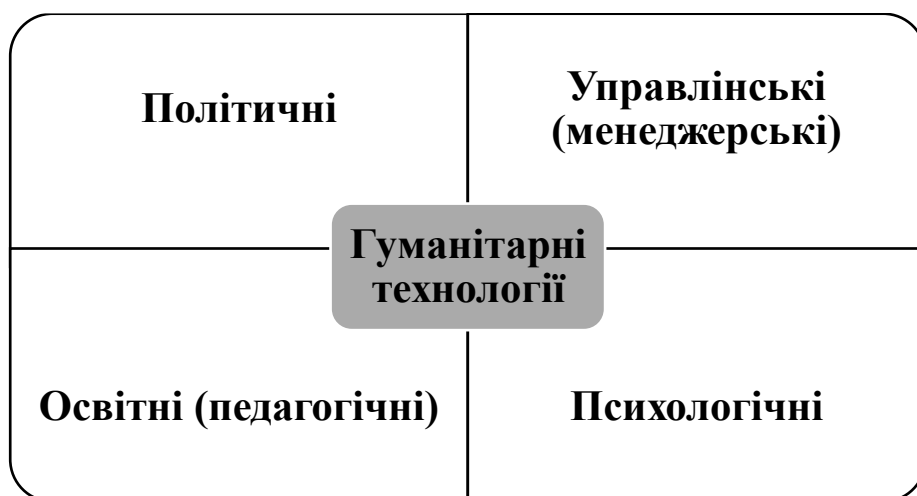 Політичні
Управлінські
(менеджерські)
Гуманітарні
технології
Освітні (педагогічні)
Психологічні